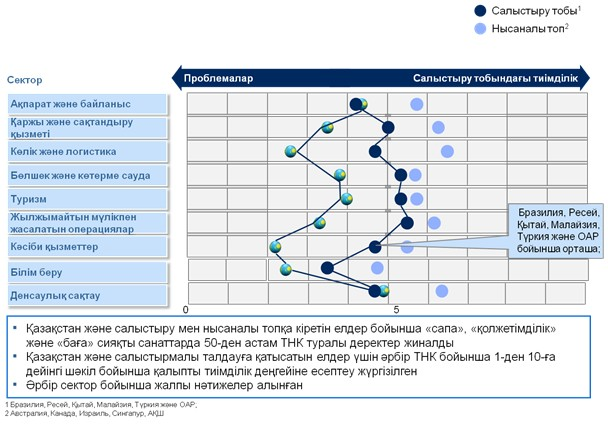 Салыстыру тобы1
Нысаналы топ2
Сектор
Проблемалар
Салыстыру тобындағы тиімділік
Ақпарат және байланыс
Қаржы және сақтандыру
қызметі
Көлік және логистика
Бөлшек және көтерме сауда
Туризм
Жылжымайтын мүлікпен
жасалатын операциялар
Бразилия, Ресей,
Қытай, Малайзия,
Түркия және ОАР
бойынша орташа;
Кәсіби қызметтер
Білім беру
Денсаулық сақтау
0
5
• Қазақстан және салыстыру мен нысаналы топқа кіретін елдер бойынша «сапа», «қолжетімділік»
және «баға» сияқты санаттарда 50-ден астам ТНК туралы деректер жиналды
• Қазақстан және салыстырмалы талдауға қатысатын елдер үшін әрбір ТНК бойынша 1-ден 10-ға
дейінгі шәкіл бойынша қалыпты тиімділік деңгейіне есептеу жүргізілген
• Әрбір сектор бойынша жалпы нәтижелер алынған
1 Бразилия, Ресей, Қытай, Малайзия, Түркия және ОАР;
2 Австралия, Канада, Израиль, Сингапур, АҚШ